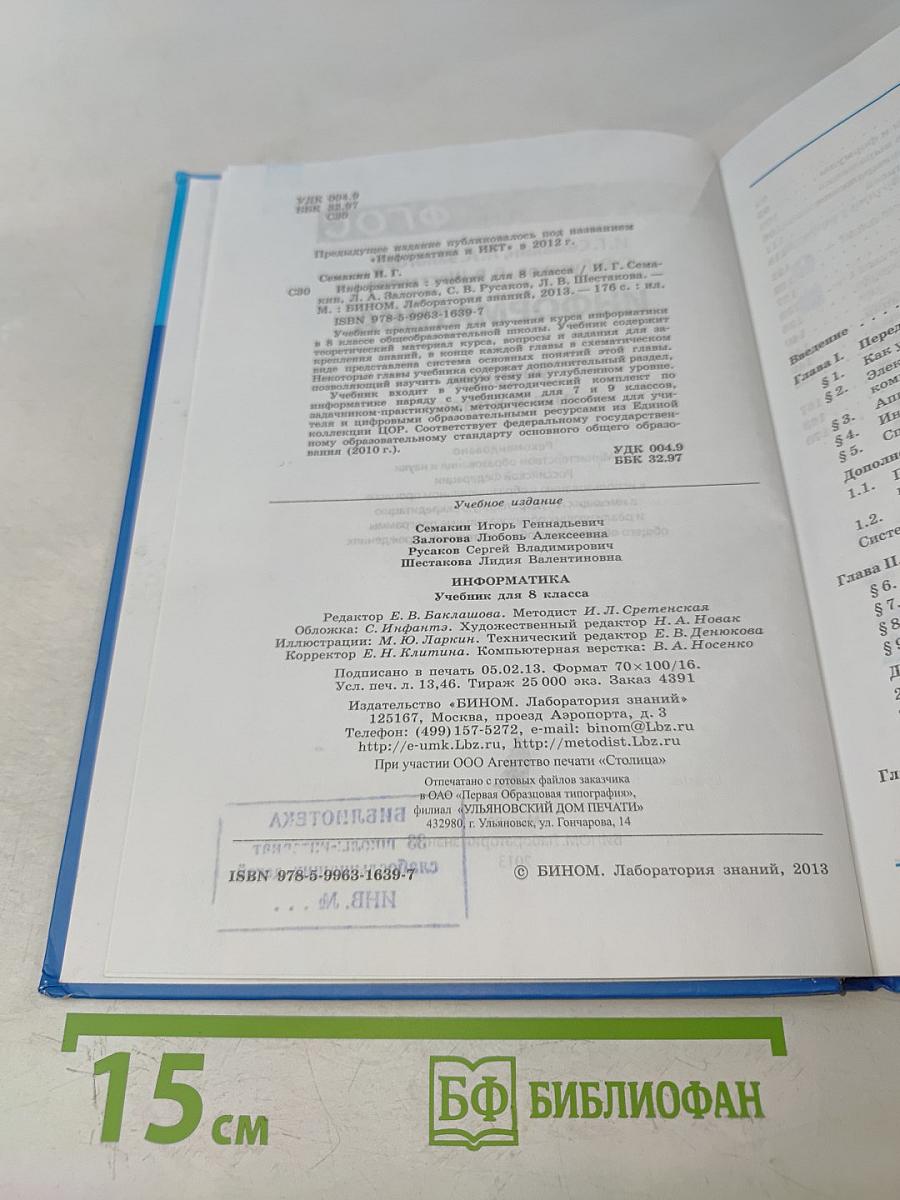 УДК 004.9
ББК 32.97
С30
Предыдущее издание публиковалось под названием
«Информатика и ИКТ» в 2012 г.
Семакин И. Г.
С30 Информатика : учебник для 8 класса / И. Г. Сема-
кин, Л. А. Залогова, С. В. Русаков, Л. В. Шестакова. —
М. : БИНОМ. Лаборатория знаний, 2013. — 176 с. : ил.
ISBN 978-5-9963-1639-7
Учебник предназначен для изучения курса информатики
в 8 классе общеобразовательной школы. Учебник содержит
теоретический материал курса, вопросы и задания для за-
крепления знаний, в конце каждой главы в схематическом
виде представлена система основных понятий этой главы.
Некоторые главы учебника содержат дополнительный раздел,
позволяющий изучить данную тему на углубленном уровне.
Учебник входит в учебно-методический комплект по
информатике наряду с учебниками для 7 и 9 классов,
задачником-практикумом, методическим пособием для учи-
теля и цифровыми образовательными ресурсами из Единой
коллекции ЦОР. Соответствует федеральному государствен-
ному образовательному стандарту основного общего образо-
вания (2010 г.).
УДК 004.9
ББК 32.97
Учебное издание
Семакин Игорь Геннадьевич
Залогова Любовь Алексеевна
Русаков Сергей Владимирович
Шестакова Лидия Валентиновна
ИНФОРМАТИКА
Учебник для 8 класса
Редактор Е. В. Баклашова. Методист И. Л. Сретенская
Обложка: С. Инфантэ. Художественный редактор Н. А. Новак
Иллюстрации: М. Ю. Ларкин. Технический редактор Е. В. Денюкова
Корректор Е. Н. Клитина. Компьютерная верстка: В. А. Носенко
Подписано в печать 05.02.13. Формат 70×100/16.
Усл. печ. л. 13,46. Тираж 25 000 экз. Заказ 4391
Издательство «БИНОМ. Лаборатория знаний»
125167, Москва, проезд Аэропорта, д. 3
Телефон: (499) 157-5272, e-mail: binom@Lbz.ru
http://e-umk.Lbz.ru, http://metodist.Lbz.ru
При участии ООО Агентство печати «Столица»
Отпечатано с готовых файлов заказчика
в ОАО «Первая Образцовая типография»,
филиал «УЛЬЯНОВСКИЙ ДОМ ПЕЧАТИ»
432980, г. Ульяновск, ул. Гончарова, 14
БИБЛИОТЕКА
ИНВ. № . . .
ISBN 978-5-9963-1639-7
© БИНОМ. Лаборатория знаний, 2013
Введение . . . .
Глава I.
§ 1. Как
§ 2.
§ 3.
§ 4.
§ 5.
1.1.
1.2.
Глава II.
§ 6.
§ 7.
§ 8
15 см
БФ БИБЛИОФАН